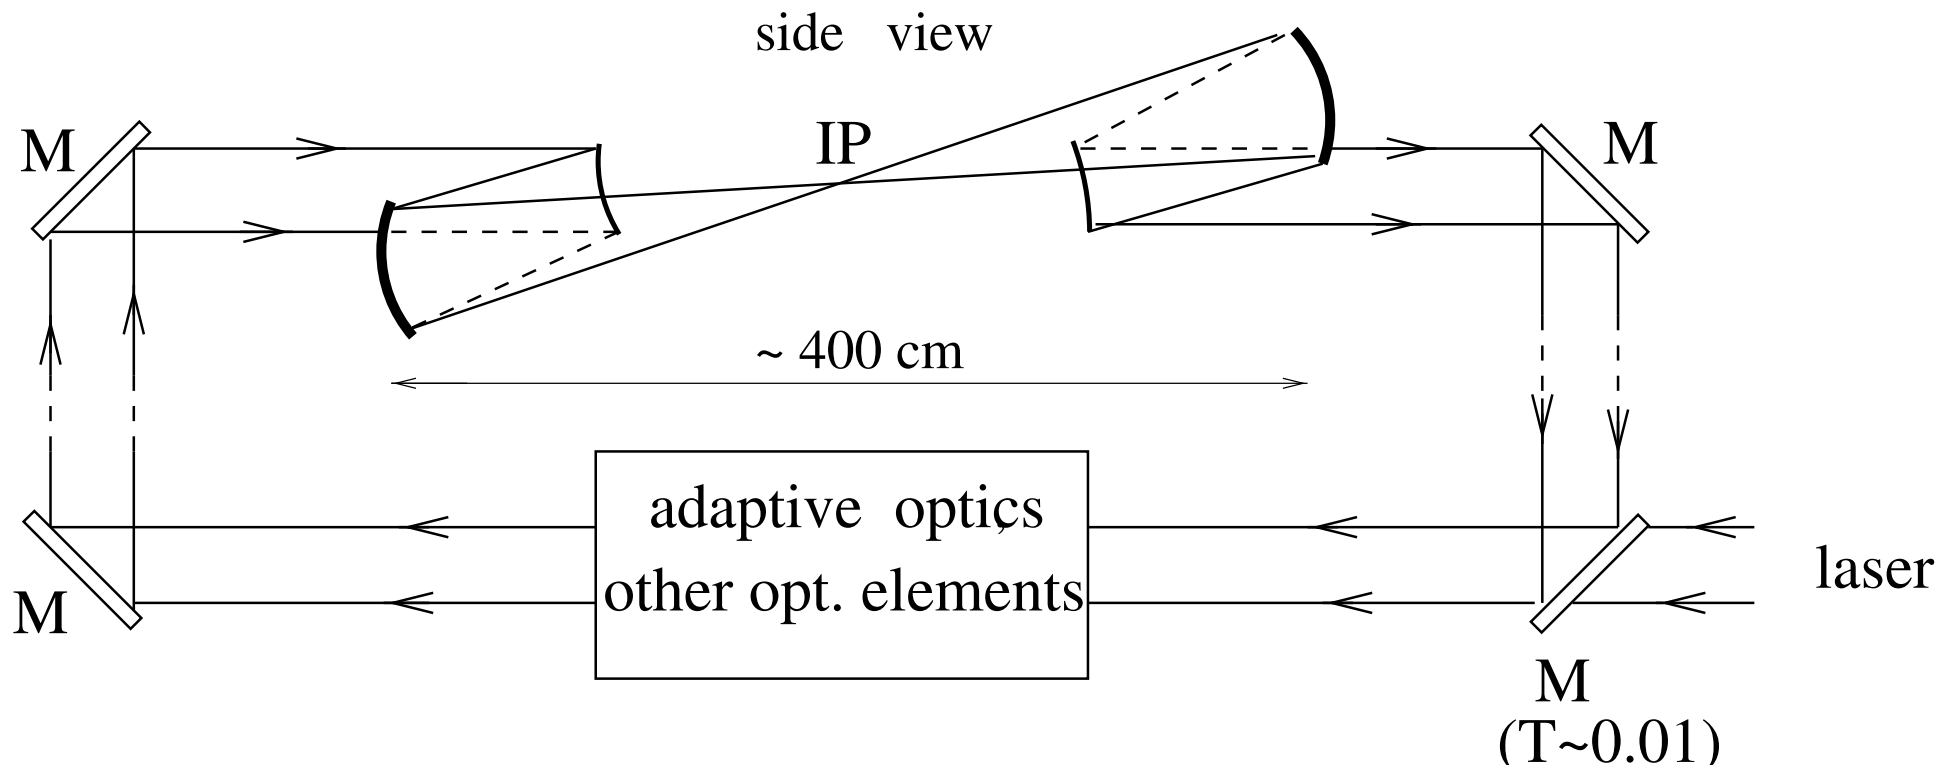 side view
M
IP
M
~ 400 cm
adaptive optics
other opt. elements
laser
M
M
(T~0.01)